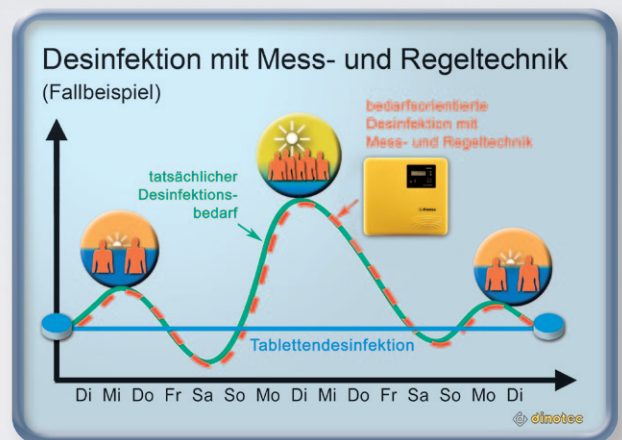 Desinfektion mit Mess- und Regeltechnik
(Fallbeispiel)
bedarfsorientierte
Desinfektion mit
Mess- und Regeltechnik
tatsächlicher
Desinfektions-
bedarf
Tablettendesinfektion
Di Mi Do Fr Sa So Mo Di Mi Do Fr Sa So Mo Di
dinotec